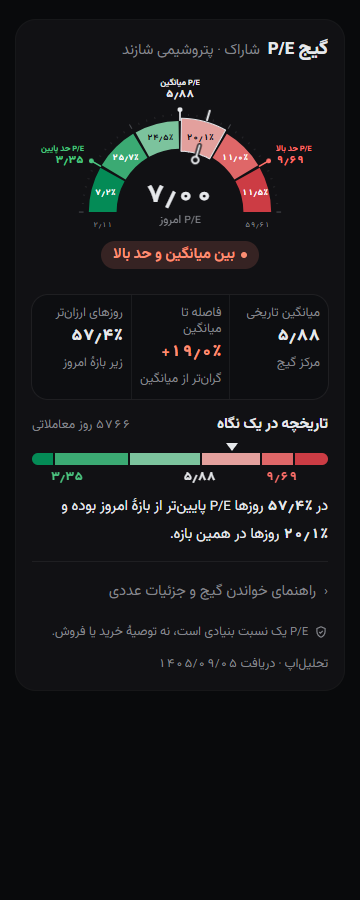 گیج P/E شاراک · پتروشیمی شازند
P/E میانگین
۵٫۸۸
P/E حد پایین
۳٫۳۵
P/E حد بالا
۹٫۶۹
۷٫۲٪
۲۵٫۷٪
۲۴٫۵٪
۲۰٫۱٪
۱۱٫۰٪
۱۱٫۵٪
۷٫۰۰
P/E امروز
۲٫۱۱
۵۹٫۶۱
بین میانگین و حد بالا
میانگین تاریخی
۵٫۸۸
مرکز گیج
فاصله تا
میانگین
+۱۹٫۰٪
گران‌تر از میانگین
روزهای ارزان‌تر
۵۷٫۴٪
زیر بازهٔ امروز
تاریخچه در یک نگاه
۵۷۶۶ روز معاملاتی
۳٫۳۵
۵٫۸۸
۹٫۶۹
در ۵۷٫۴٪ روزها P/E پایین‌تر از بازهٔ امروز بوده و
۲۰٫۱٪ روزها در همین بازه.
› راهنمای خواندن گیج و جزئیات عددی
P/E یک نسبت بنیادی است، نه توصیهٔ خرید یا فروش.
تحلیل‌اپ · دریافت ۱۴۰۵/۰۹/۰۵